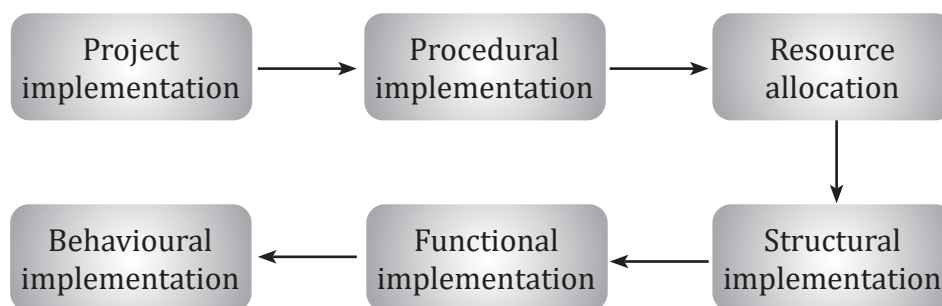 Project
implementation
Procedural
implementation
Resource
allocation
Structural
implementation
Functional
implementation
Behavioural
implementation